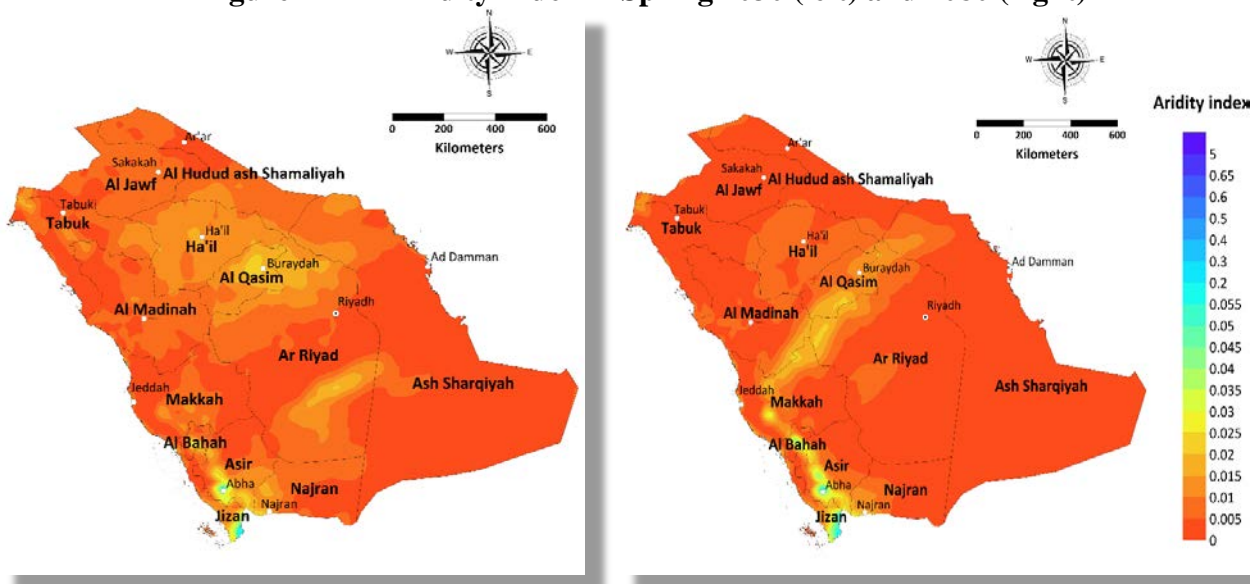 Spring (left) and (right)
N
W
E
S
0 200 400 600
Kilometers
Ar'ar
Sakakah
Al Jawf
Al Hudud ash Shamaliyah
Tabuk
Tabuk
Ha'il
Ha'il
Buraydah
Al Qasim
Ad Damman
Al Madinah
Riyadh
Ar Riyad
Ash Sharqiyah
Jeddah
Makkah
Al Bahah
Asir
Abha
Najran
Najran
Jizan
N
W
E
S
0 200 400 600
Kilometers
Ar'ar
Sakakah
Al Jawf
Al Hudud ash Shamaliyah
Tabuk
Tabuk
Ha'il
Ha'il
Buraydah
Al Qasim
Ad Damman
Al Madinah
Riyadh
Ar Riyad
Ash Sharqiyah
Jeddah
Makkah
Al Bahah
Asir
Abha
Najran
Najran
Jizan
Aridity index
5
0.65
0.6
0.5
0.4
0.3
0.2
0.055
0.05
0.045
0.04
0.035
0.03
0.025
0.02
0.015
0.01
0.005
0